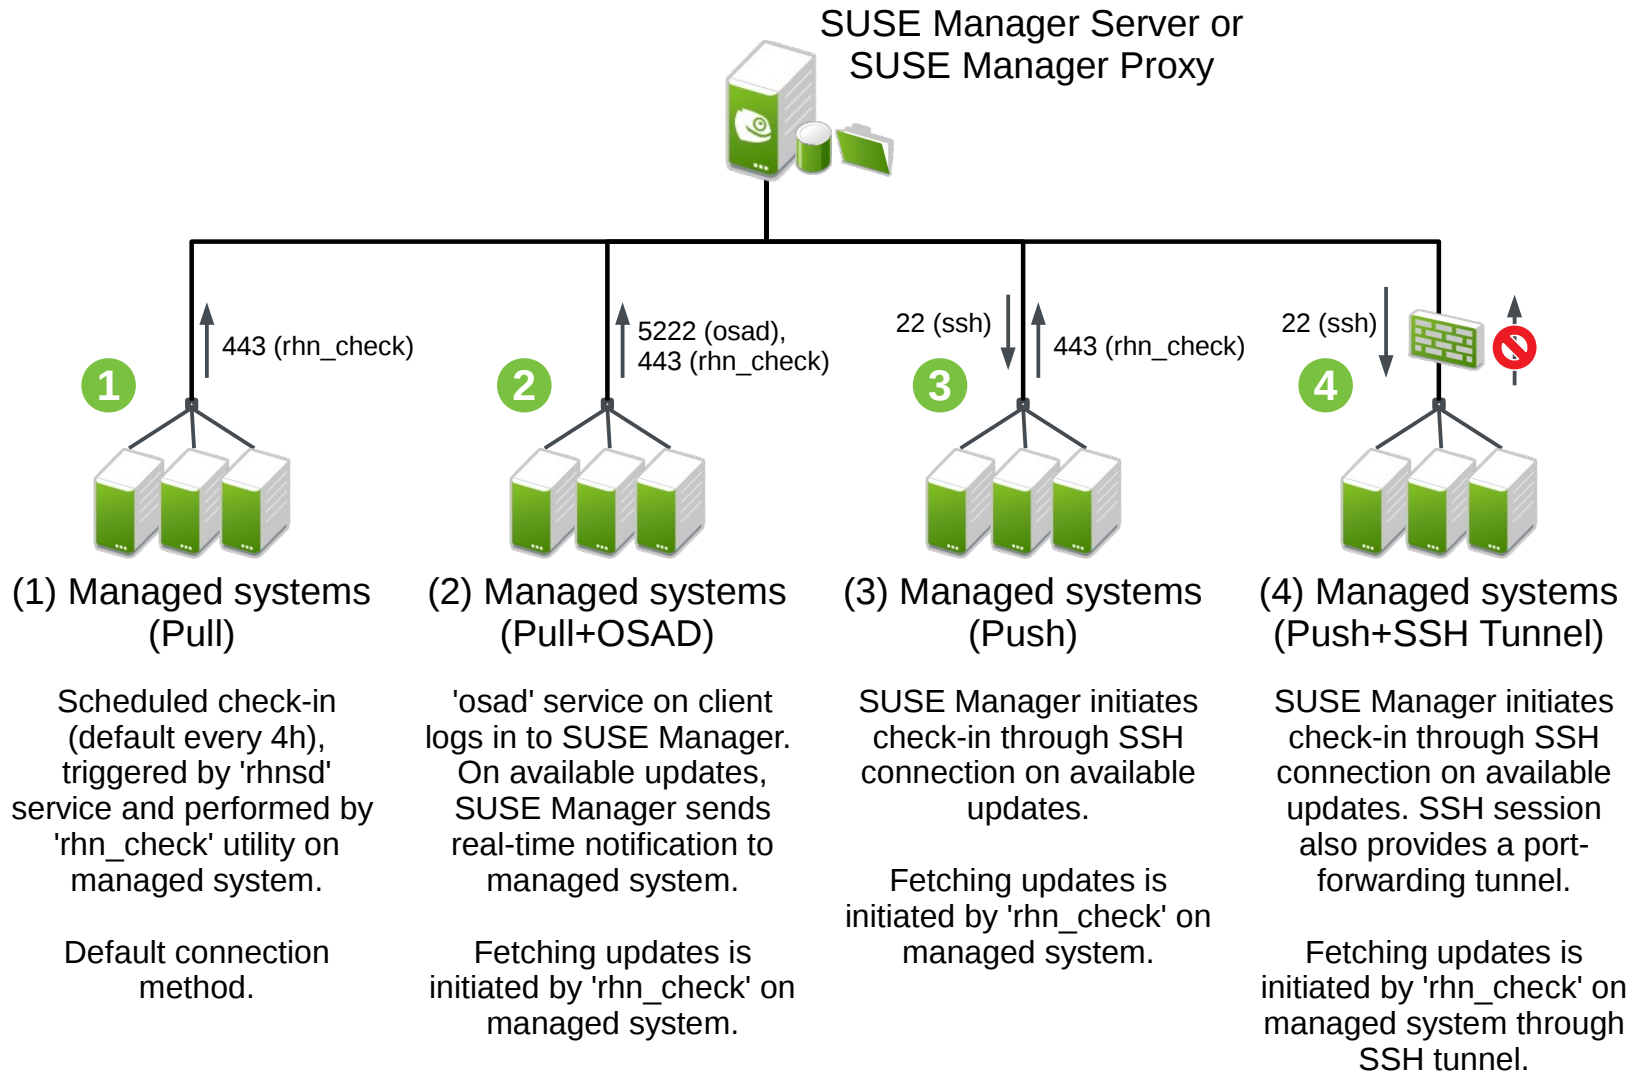 SUSE Manager Server or
SUSE Manager Proxy
443 (rhn_check)
5222 (osad),
443 (rhn_check)
22 (ssh)
443 (rhn_check)
22 (ssh)
1
2
3
4
(1) Managed systems
(Pull)
Scheduled check-in
(default every 4h),
triggered by 'rhnsd'
service and performed by
'rhn_check' utility on
managed system.
Default connection
method.
(2) Managed systems
(Pull+OSAD)
'osad' service on client
logs in to SUSE Manager.
On available updates,
SUSE Manager sends
real-time notification to
managed system.
Fetching updates is
initiated by 'rhn_check' on
managed system.
(3) Managed systems
(Push)
SUSE Manager initiates
check-in through SSH
connection on available
updates.
Fetching updates is
initiated by 'rhn_check' on
managed system.
(4) Managed systems
(Push+SSH Tunnel)
SUSE Manager initiates
check-in through SSH
connection on available
updates. SSH session
also provides a port-
forwarding tunnel.
Fetching updates is
initiated by 'rhn_check' on
managed system through
SSH tunnel.